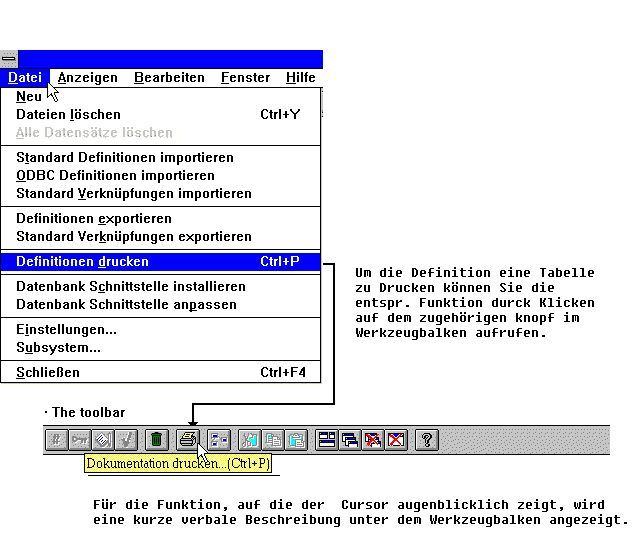 Datei Anzeigen Bearbeiten Fenster Hilfe
Neu
Dateien löschen Ctrl+Y
Alle Datensätze löschen
Standard Definitionen importieren
ODBC Definitionen importieren
Standard Verknüpfungen importieren
Definitionen exportieren
Standard Verknüpfungen exportieren
Definitionen drucken Ctrl+P
Datenbank Schnittstelle installieren
Datenbank Schnittstelle anpassen
Einstellungen...
Subsystem...
Schließen Ctrl+F4
Um die Definition eine Tabelle
zu Drucken können Sie die
entspr. Funktion durck Klicken
auf dem zugehörigen knopf im
Werkzeugbalken aufrufen.
· The toolbar
Dokumentation drucken...(Ctrl+P)
Für die Funktion, auf die der Cursor augenblicklich zeigt, wird
eine kurze verbale Beschreibung unter dem Werkzeugbalken angezeigt.